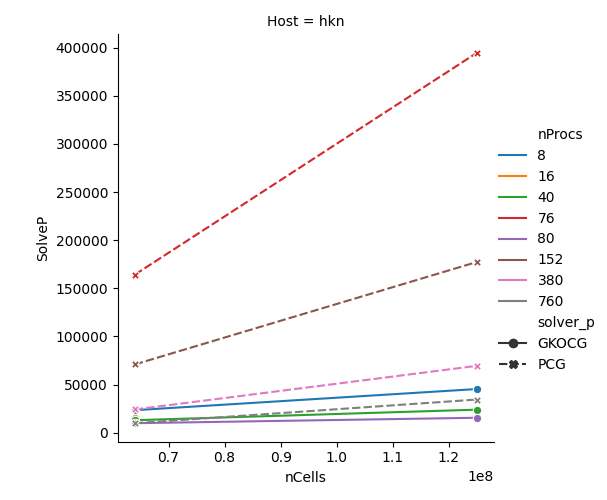 Host = hkn
400000
350000
300000
250000
200000
150000
100000
50000
0
SolveP
0.7 0.8 0.9 1.0 1.1 1.2
1e8
nCells
nProcs
8
16
40
76
80
152
380
760
solver_p
GKOCG
PCG